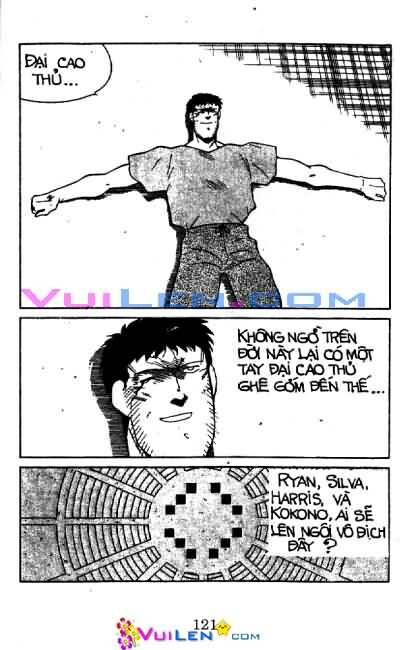 ĐẠI CAO
THỦ...
VUILEN.COM
KHÔNG NGỜ TRÊN
ĐỜI NÀY LẠI CÓ MỘT
TAY ĐẠI CAO THỦ
GHÊ GỚM ĐẾN THẾ...
RYAN, SILVA,
HARRIS, VÀ
KOKONO, AI SẼ
LÊN NGÔI VÔ ĐỊCH
ĐÂY ?
121
VUILEN.COM